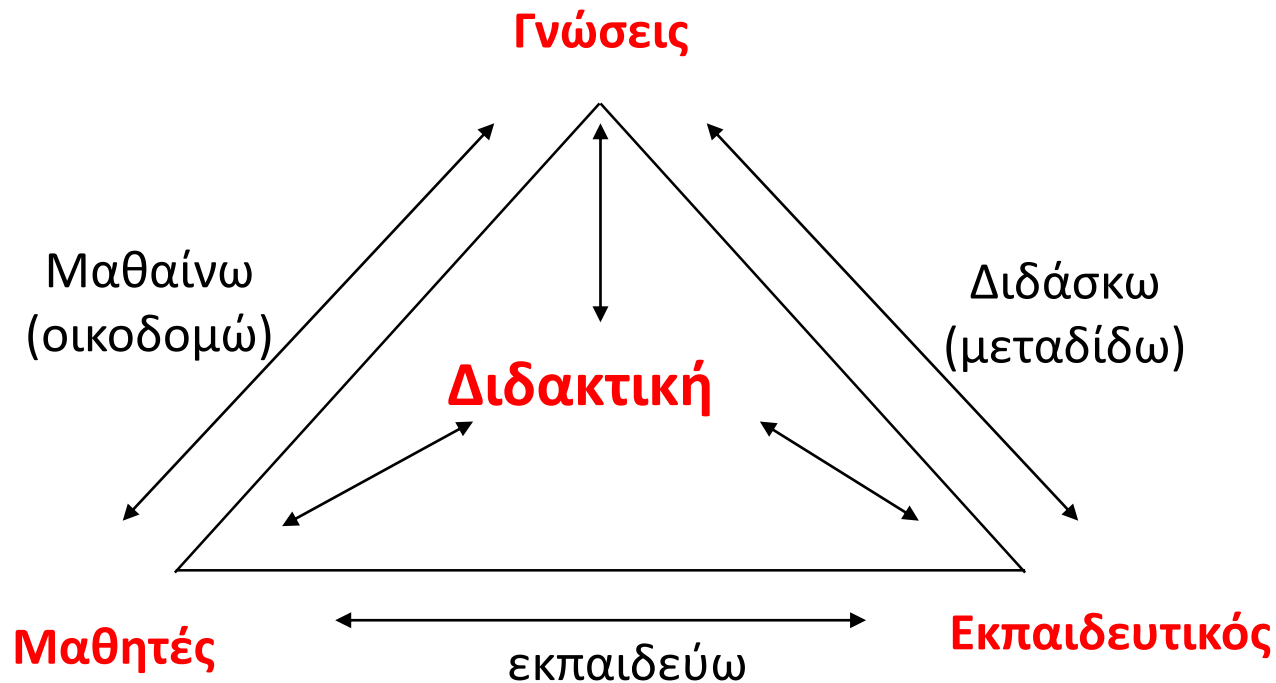 Γνώσεις
Μαθαίνω
(οικοδομώ)
Διδάσκω
(μεταδίδω)
Διδακτική
Μαθητές
εκπαιδεύω
Εκπαιδευτικός